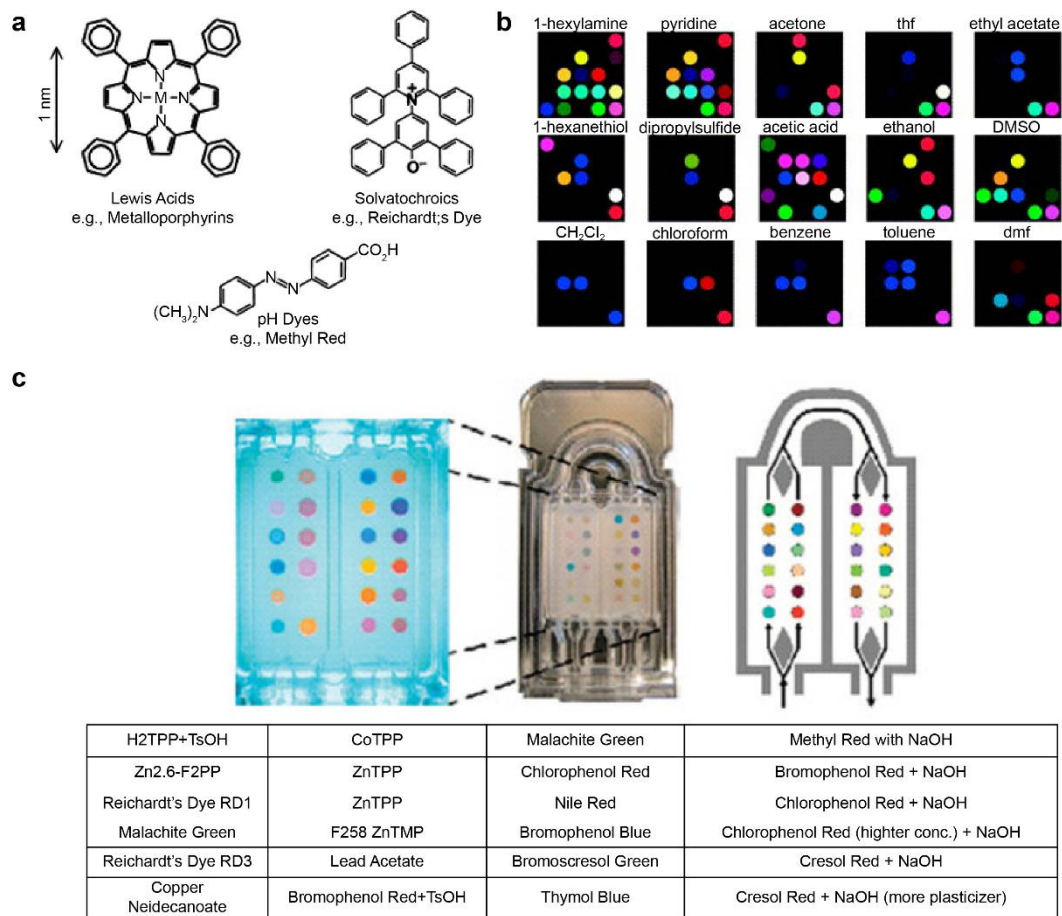 a
1 nm
N
N
M
N
N
Lewis Acids
e.g., Metalloporphyrins
N
+
O−
Solvatochroics
e.g., Reichardt;s Dye
CO2H
N
N
(CH3)2N
pH Dyes
e.g., Methyl Red
b
1-hexylamine pyridine acetone thf ethyl acetate
1-hexanethiol dipropylsulfide acetic acid ethanol DMSO
CH2Cl2 chloroform benzene toluene dmf
c
H2TPP+TsOH CoTPP Malachite Green Methyl Red with NaOH
Zn2.6-F2PP ZnTPP Chlorophenol Red Bromophenol Red + NaOH
Reichardt's Dye RD1 ZnTPP Nile Red Chlorophenol Red + NaOH
Malachite Green F258 ZnTMP Bromophenol Blue Chlorophenol Red (highter conc.) + NaOH
Reichardt's Dye RD3 Lead Acetate Bromoscresol Green Cresol Red + NaOH
Copper
Neidecanoate Bromophenol Red+TsOH Thymol Blue Cresol Red + NaOH (more plasticizer)